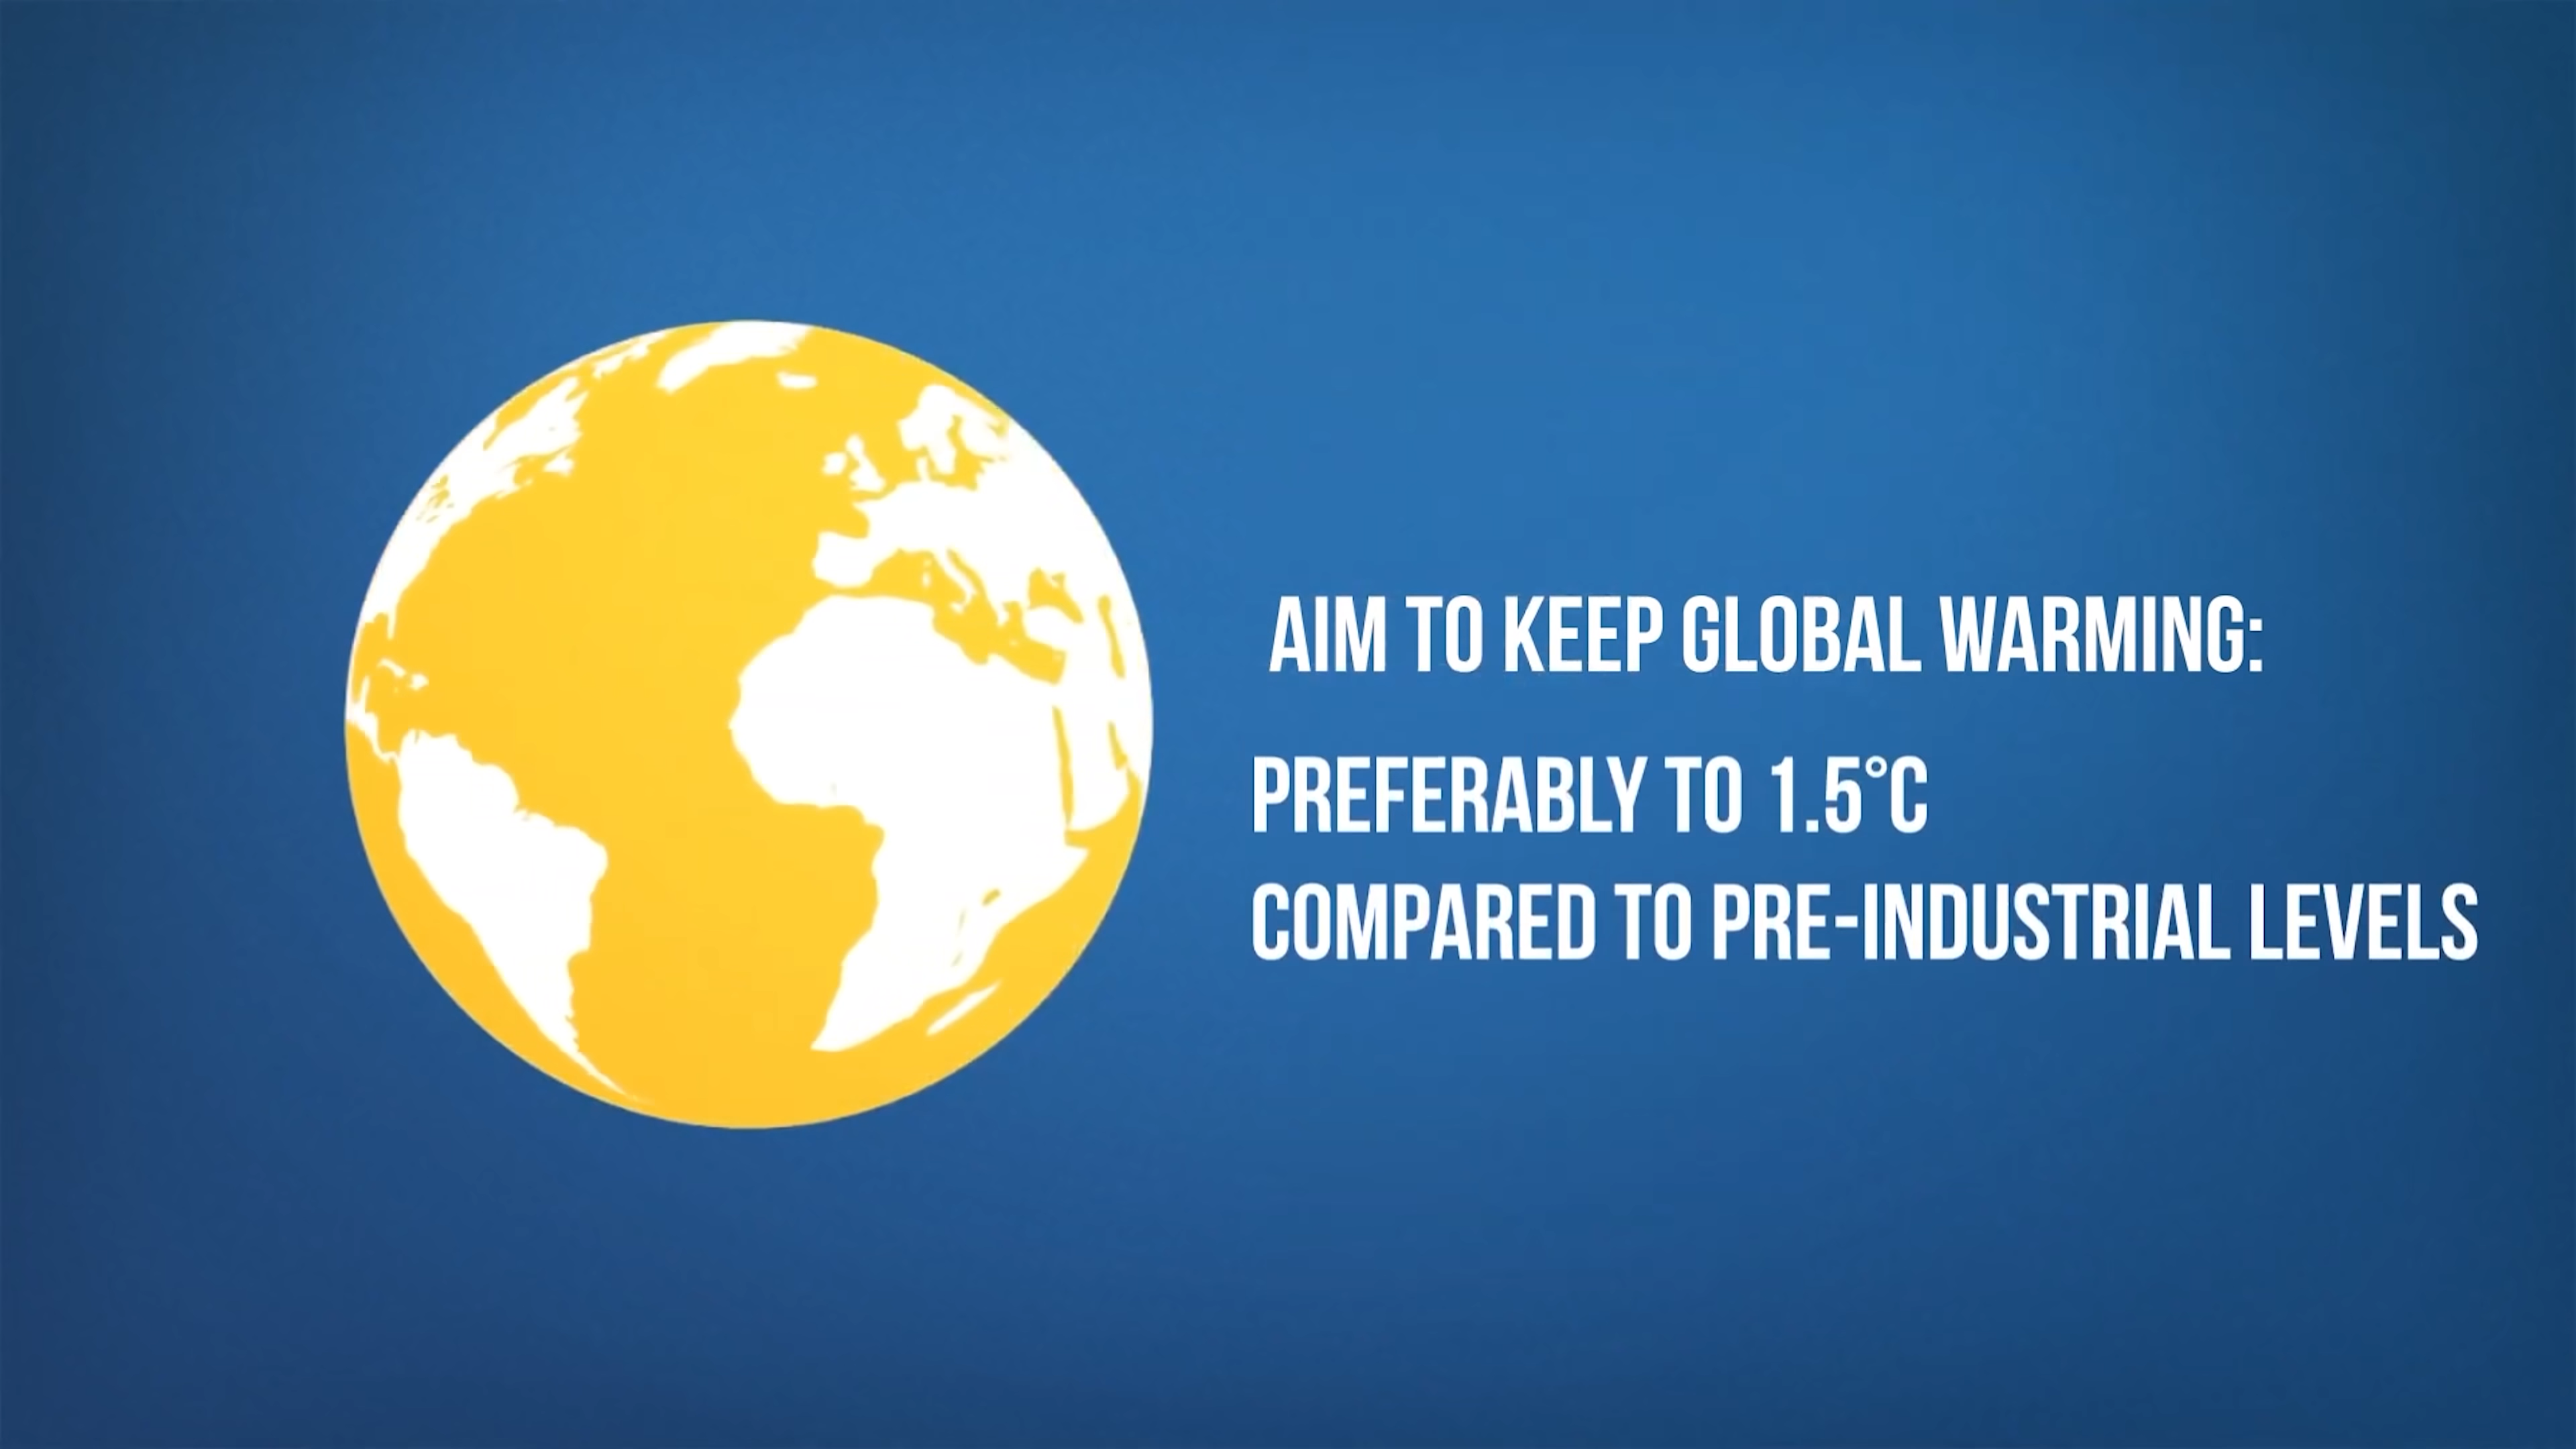 AIM TO KEEP GLOBAL WARMING:
PREFERABLY TO 1.5°C
COMPARED TO PRE-INDUSTRIAL LEVELS